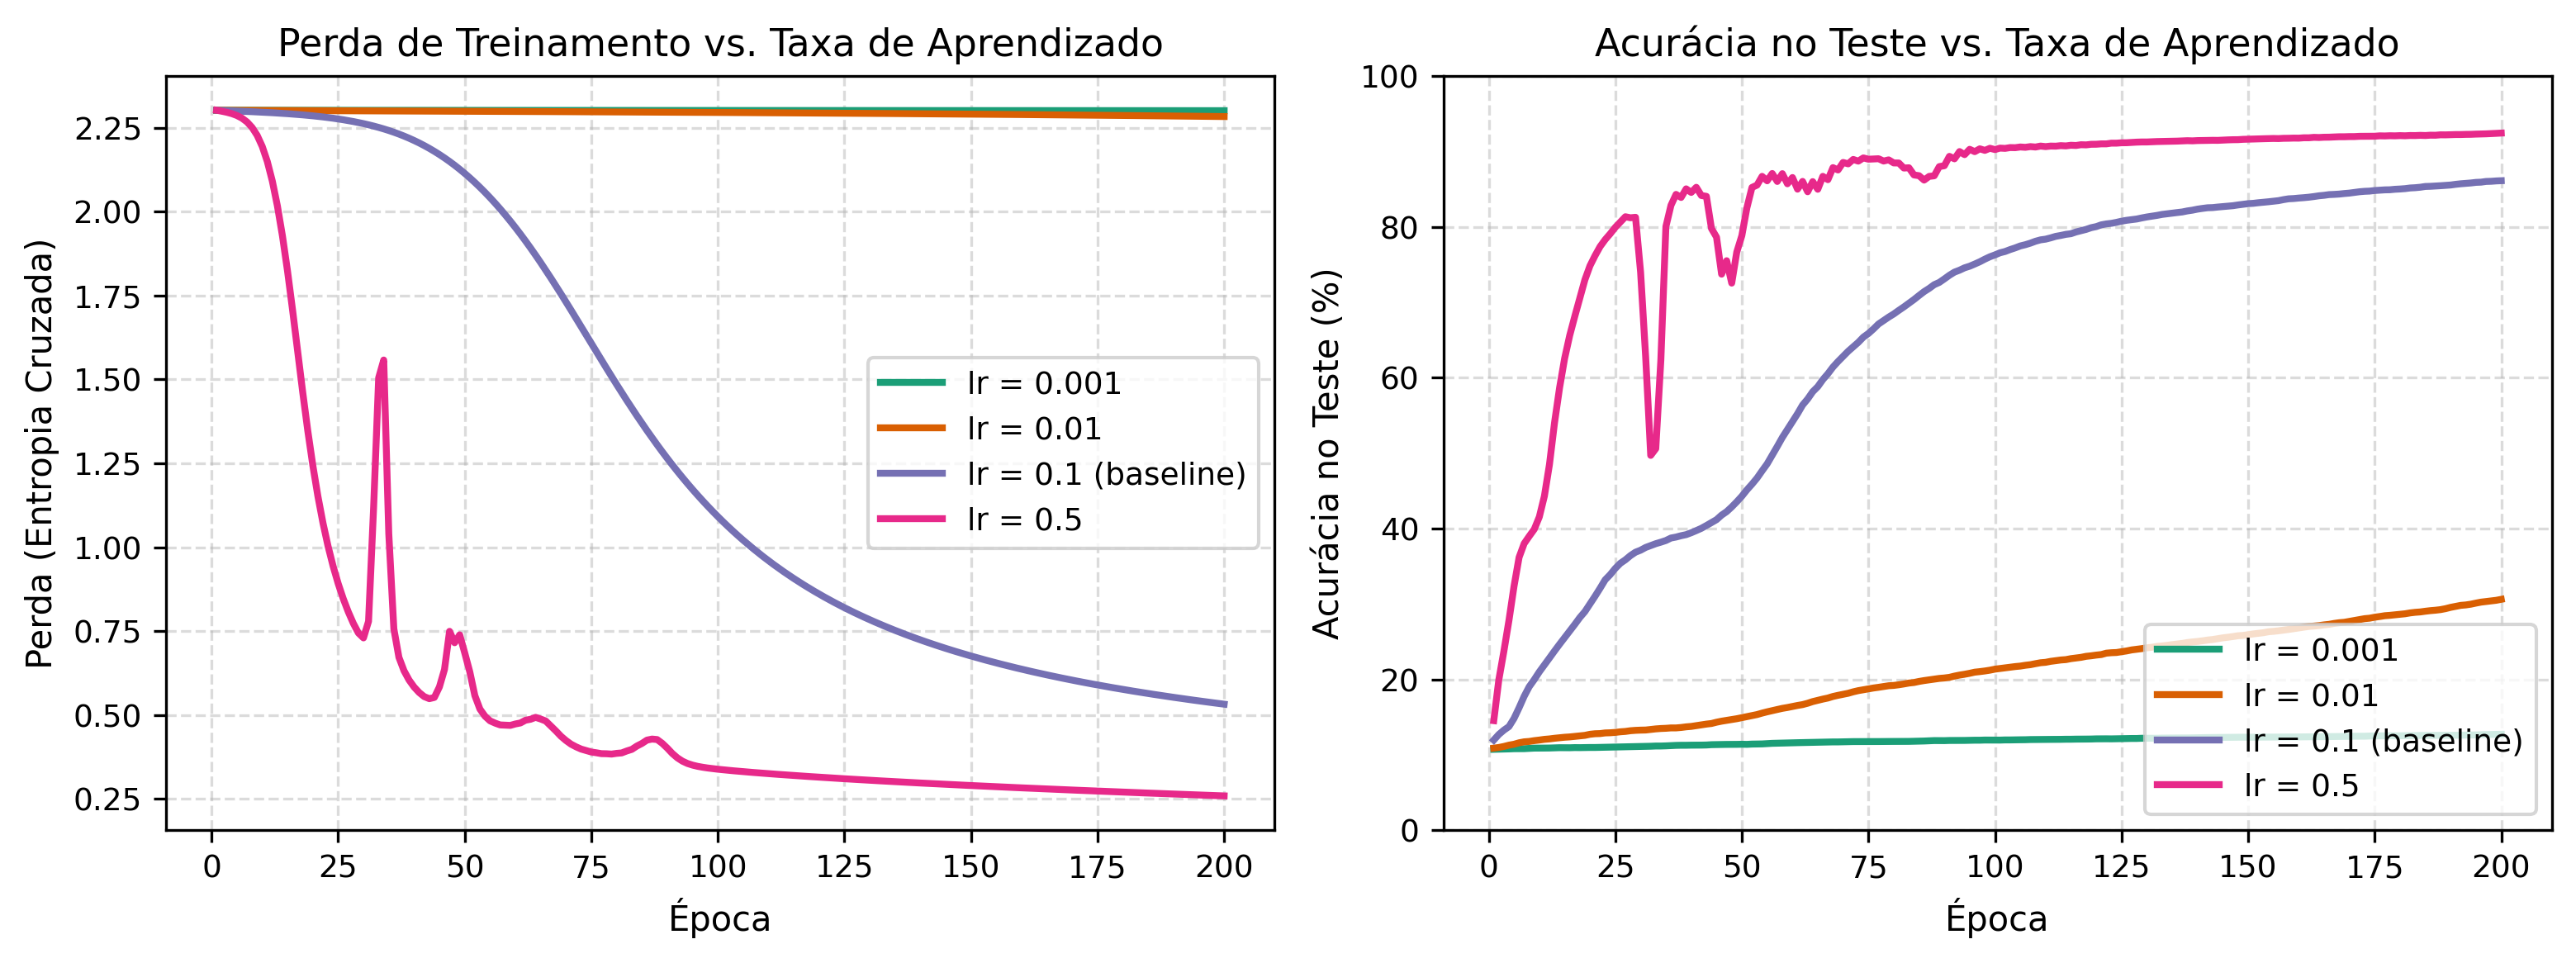 Perda de Treinamento vs. Taxa de Aprendizado
Perda (Entropia Cruzada)
2.25
2.00
1.75
1.50
1.25
1.00
0.75
0.50
0.25
lr = 0.001
lr = 0.01
lr = 0.1 (baseline)
lr = 0.5
0 25 50 75 100 125 150 175 200
Época
Acurácia no Teste vs. Taxa de Aprendizado
Acurácia no Teste (%)
100
80
60
40
20
0
lr = 0.001
lr = 0.01
lr = 0.1 (baseline)
lr = 0.5
0 25 50 75 100 125 150 175 200
Época